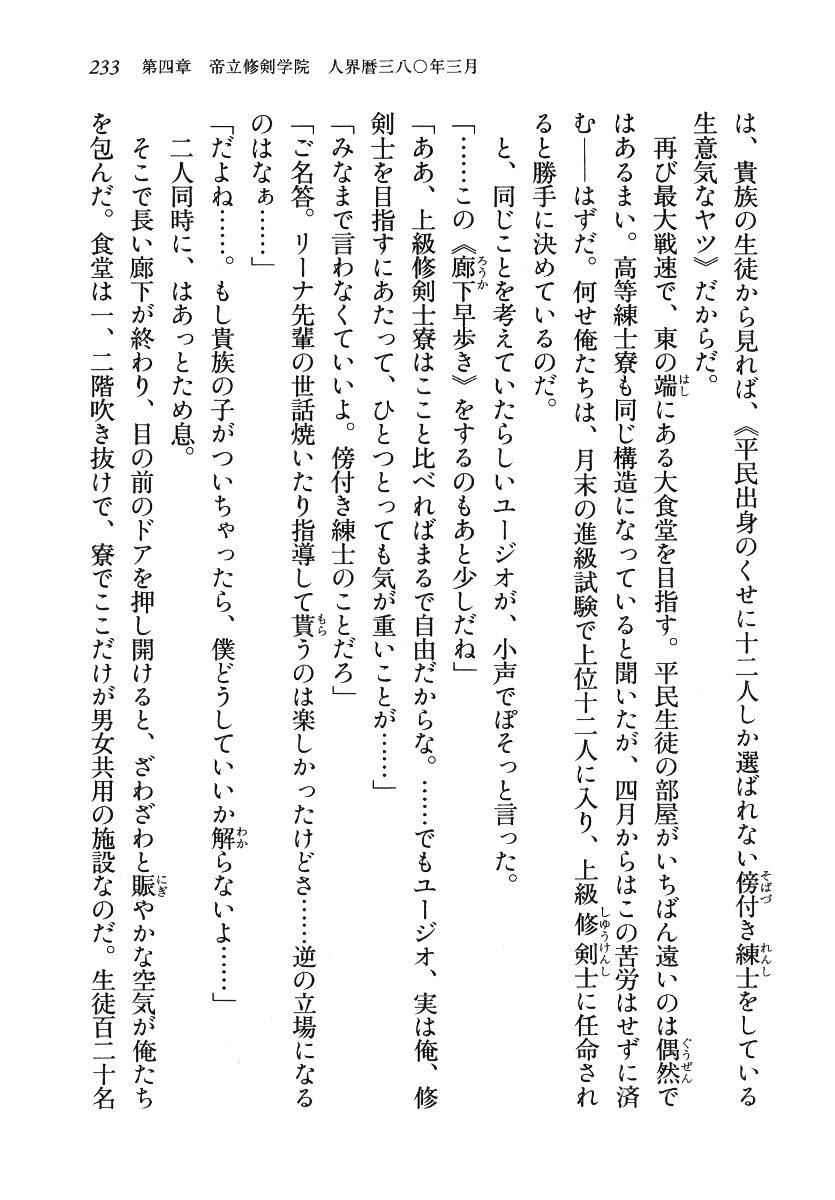 233　第四章　帝立修剣学院　人界暦三八〇年三月
は、貴族の生徒から見れば、《平民出身のくせに十二人しか選ばれない傍付き練士をしている
生意気なヤツ》だからだ。
　再び最大戦速で、東の端にある大食堂を目指す。平民生徒の部屋がいちばん遠いのは偶然で
はあるまい。高等練士寮も同じ構造になっていると聞いたが、四月からはこの苦労はせずに済
む──はずだ。何せ俺たちは、月末の進級試験で上位十二人に入り、上級修剣士に任命され
ると勝手に決めているのだ。
　と、同じことを考えていたらしいユージオが、小声でぽそっと言った。
「……この《廊下早歩き》をするのもあと少しだね」
「ああ、上級修剣士寮はここと比べればまるで自由だからな。……でもユージオ、実は俺、修
剣士を目指すにあたって、ひとつとっても気が重いことが……」
「みなまで言わなくていいよ。傍付き練士のことだろ」
「ご名答。リーナ先輩の世話焼いたり指導して貰うのは楽しかったけどさ……逆の立場になる
のはなぁ……」
「だよね……。もし貴族の子がついちゃったら、僕どうしていいか解らないよ……」
　二人同時に、はあっとため息。
　そこで長い廊下が終わり、目の前のドアを押し開けると、ざわざわと賑やかな空気が俺たち
を包んだ。食堂は一、二階吹き抜けで、寮でここだけが男女共用の施設なのだ。生徒百二十名